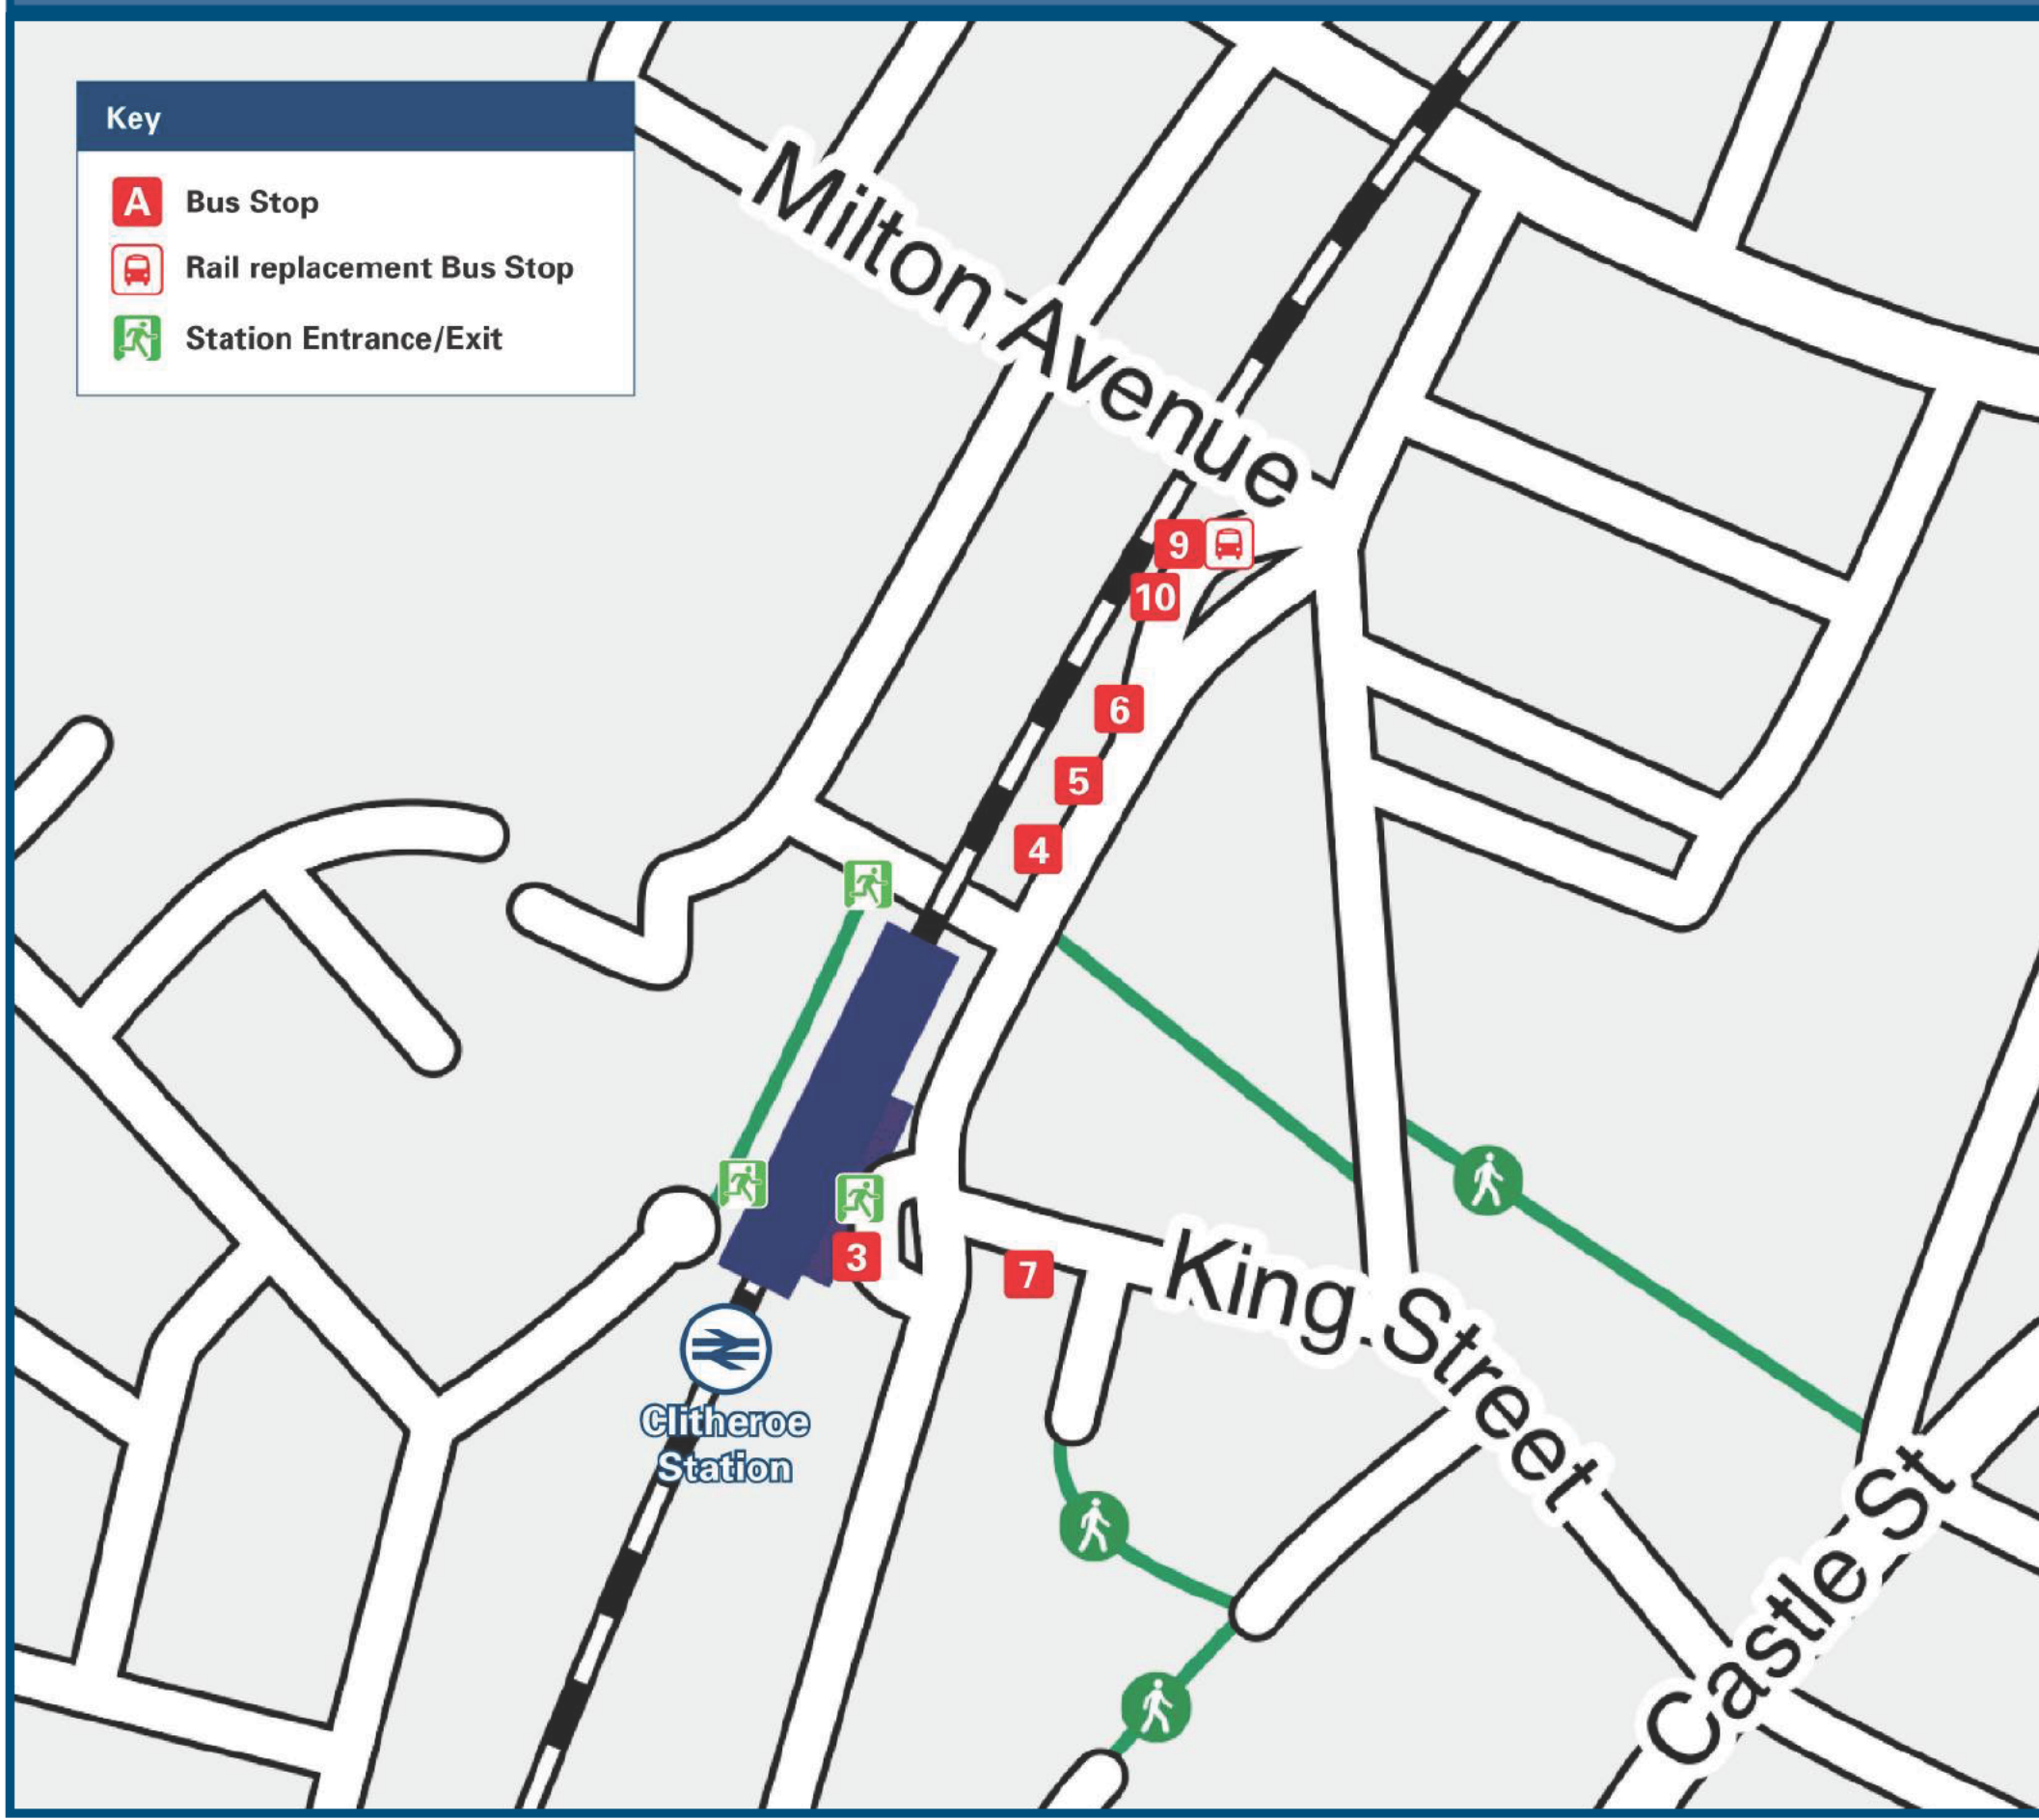 Key
A Bus Stop
Rail replacement Bus Stop
Station Entrance/Exit
Milton Avenue
9
10
6
5
4
3
7
King Street
Clitheroe
Station
Castle St